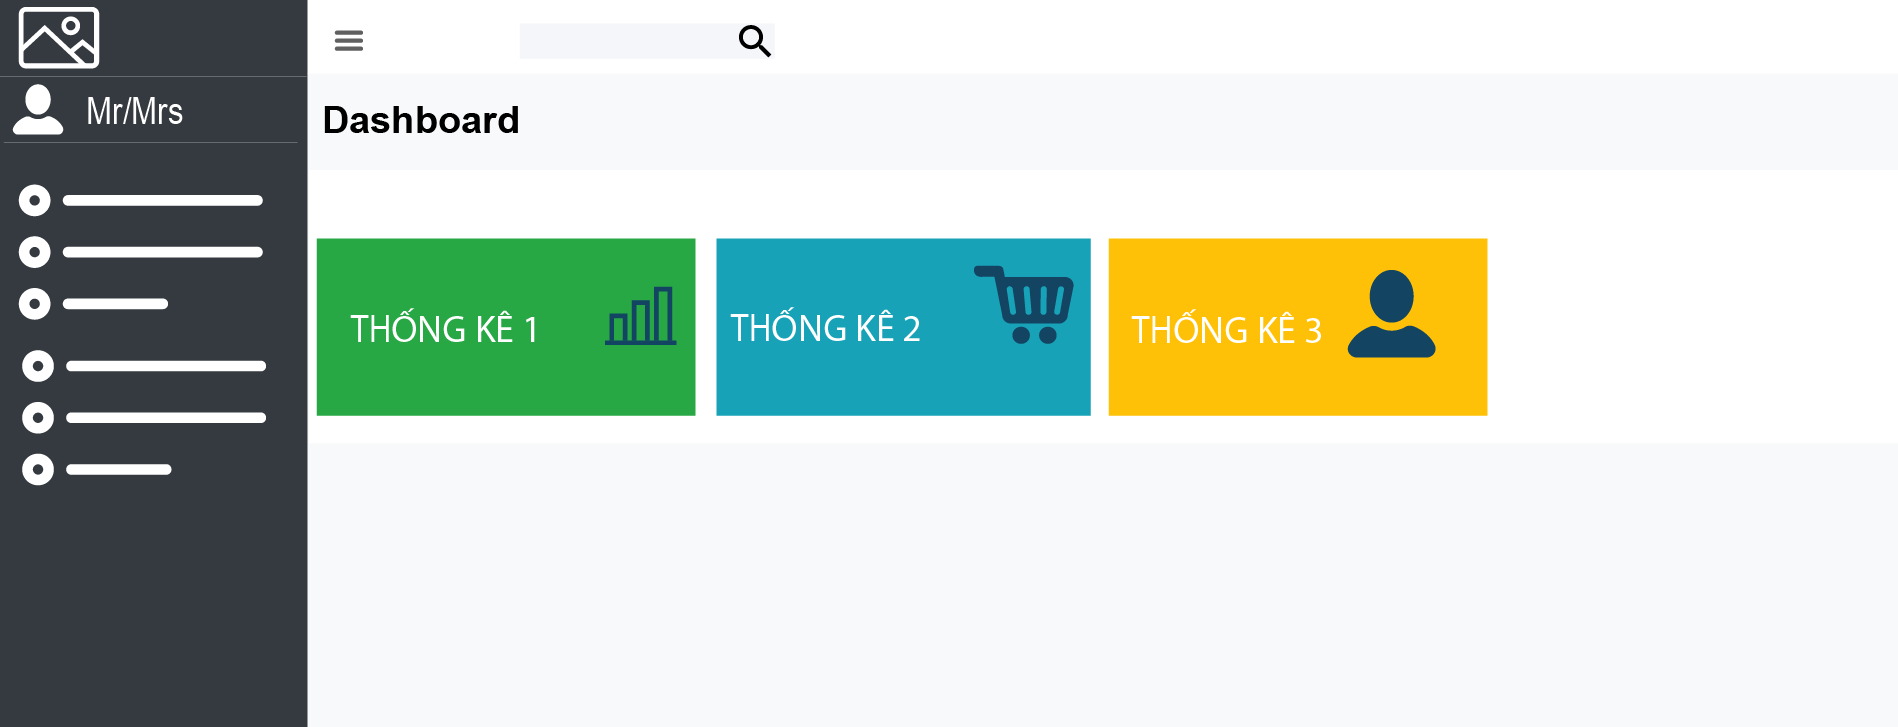 Mr/Mrs
Dashboard
THỐNG KÊ 1
THỐNG KÊ 2
THỐNG KÊ 3